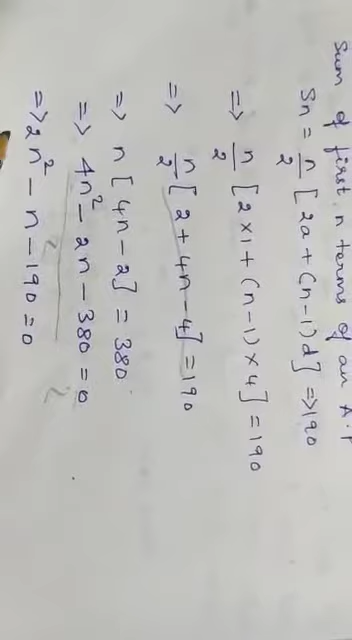 Sum of first n terms of an A.P
Sn = n/2 [2a + (n-1)d] => 190
=> n/2 [2×1 + (n-1)×4] = 190
=> n/2 [2 + 4n - 4] = 190
=> n [4n - 2] = 380
=> 4n² - 2n - 380 = 0
=> 2n² - n - 190 = 0